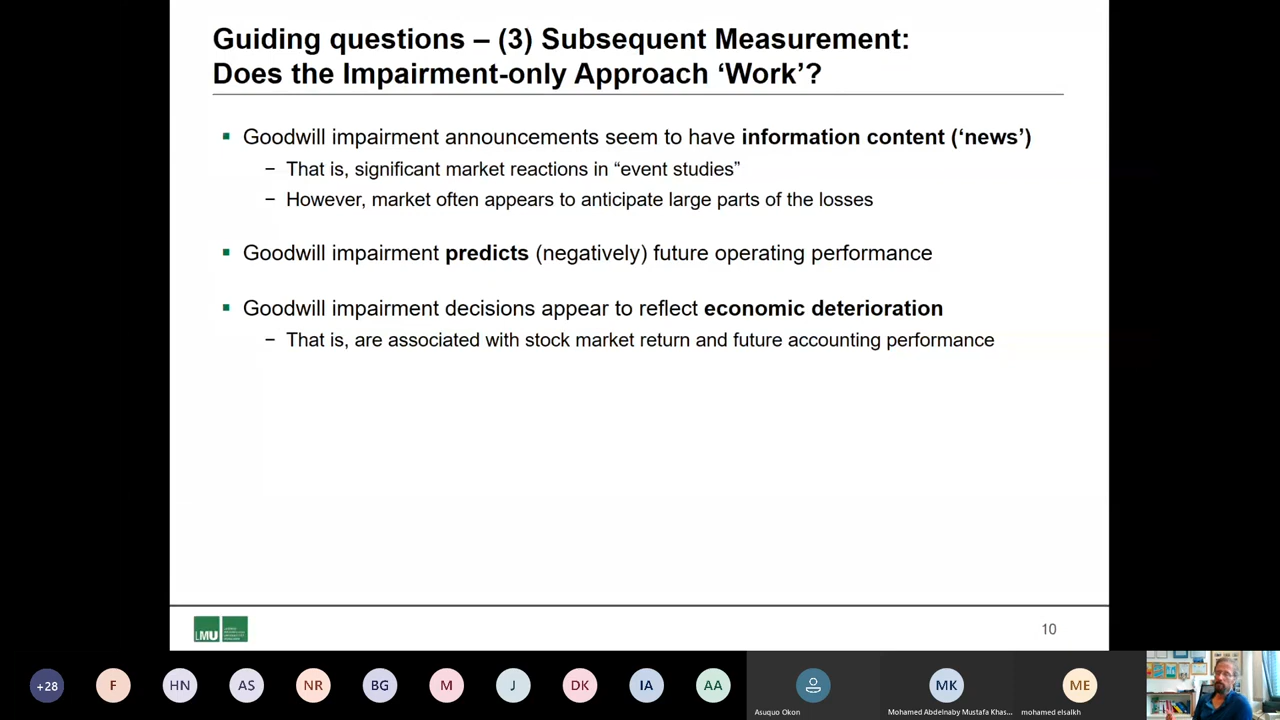 Guiding questions – (3) Subsequent Measurement:
Does the Impairment-only Approach ‘Work’?
Goodwill impairment announcements seem to have information content (‘news’)
− That is, significant market reactions in “event studies”
− However, market often appears to anticipate large parts of the losses
Goodwill impairment predicts (negatively) future operating performance
Goodwill impairment decisions appear to reflect economic deterioration
− That is, are associated with stock market return and future accounting performance
LMU
10
+28 F HN AS NR BG M J DK IA AA MK ME
Asuquo Okon Mohamed Abdelnaby Mustafa Khas... mohamed elsalkh